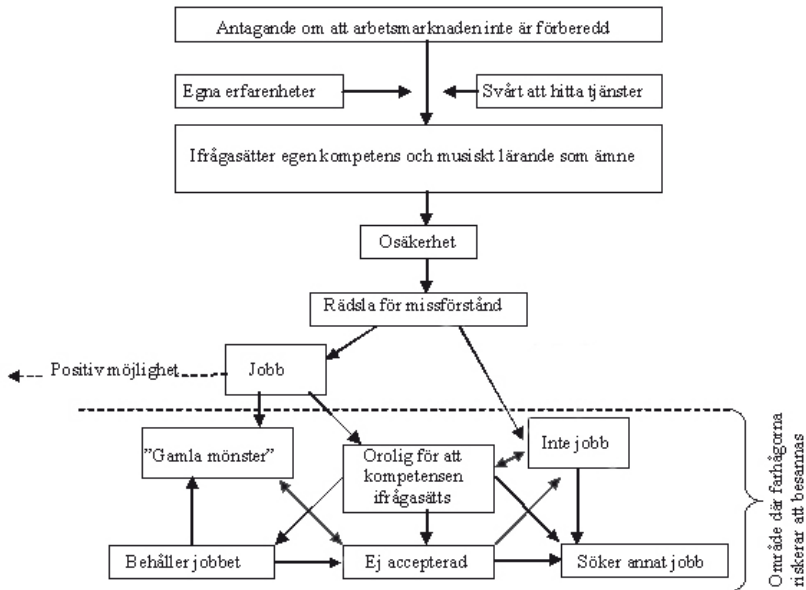 Antagande om att arbetsmarknaden inte är förberedd
Egna erfarenheter
Svårt att hitta tjänster
Ifrågasätter egen kompetens och musiskt lärande som ämne
Osäkerhet
Rädsla för missförstånd
Positiv möjlighet
Jobb
"Gamla mönster"
Orolig för att
kompetensen
ifrågasätts
Inte jobb
Behåller jobbet
Ej accepterad
Söker annat jobb
Område där farhågorna
riskerar att besannas